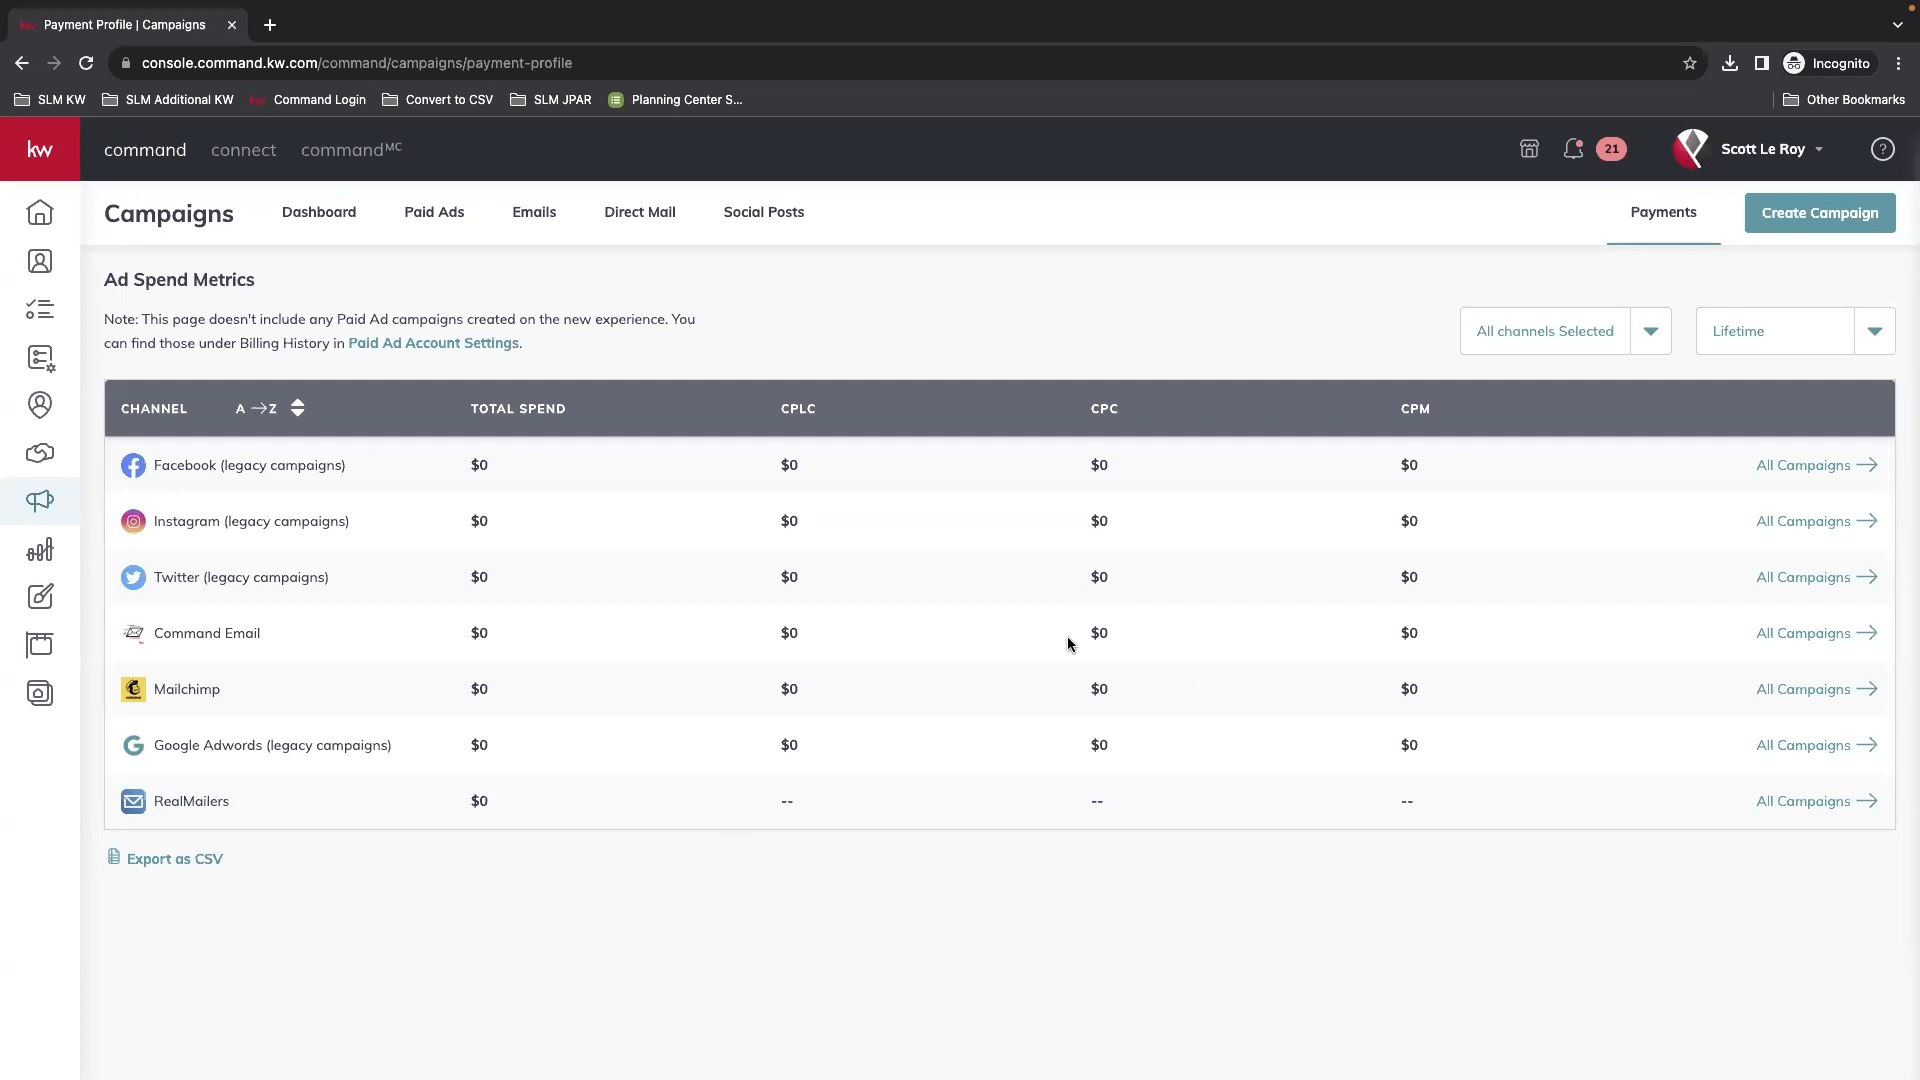 Payment Profile | Campaigns
console.command.kw.com/command/campaigns/payment-profile
Incognito
SLM KW
SLM Additional KW
Command Login
Convert to CSV
SLM JPAR
Planning Center S...
Other Bookmarks
kw
command
connect
commandMC
21
Scott Le Roy
?
Campaigns
Dashboard
Paid Ads
Emails
Direct Mail
Social Posts
Payments
Create Campaign
Ad Spend Metrics
Note: This page doesn't include any Paid Ad campaigns created on the new experience. You
can find those under Billing History in Paid Ad Account Settings.
All channels Selected
Lifetime
CHANNEL A→Z TOTAL SPEND CPLC CPC CPM
Facebook (legacy campaigns) $0 $0 $0 $0 All Campaigns →
Instagram (legacy campaigns) $0 $0 $0 $0 All Campaigns →
Twitter (legacy campaigns) $0 $0 $0 $0 All Campaigns →
Command Email $0 $0 $0 $0 All Campaigns →
Mailchimp $0 $0 $0 $0 All Campaigns →
Google Adwords (legacy campaigns) $0 $0 $0 $0 All Campaigns →
RealMailers $0 -- -- -- All Campaigns →
Export as CSV